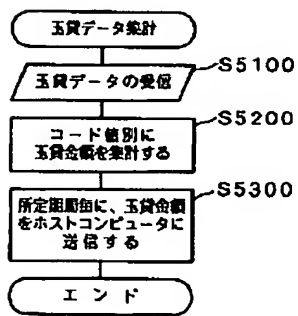 玉貸データ集計
玉貸データの受信
S5100
コード値別に
玉貸金額を集計する
S5200
所定期間毎に、玉貸金額
をホストコンピュータに
送信する
S5300
エンド